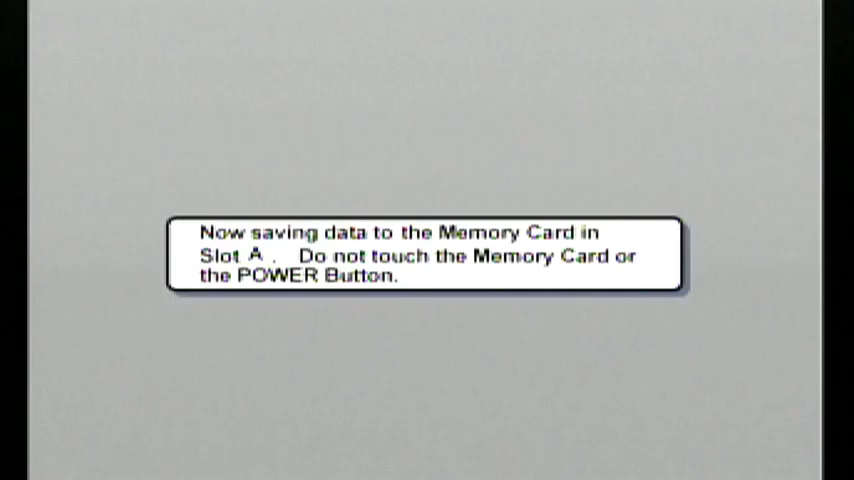 Now saving data to the Memory Card in
Slot A . Do not touch the Memory Card or
the POWER Button.